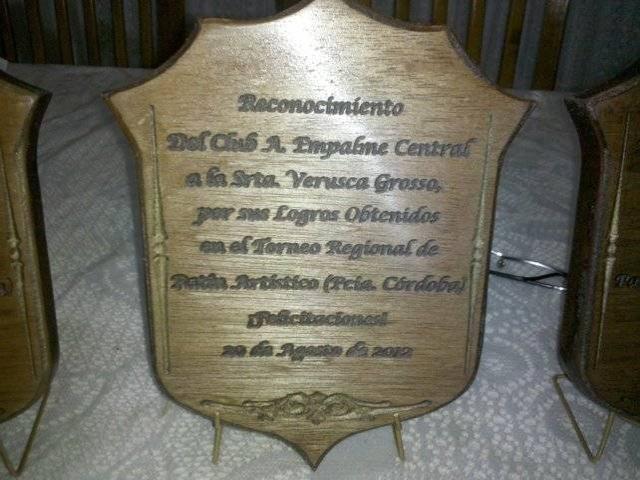 Reconocimiento
Del Club A. Empalme Central
a la Srta. Verusca Grosso,
por sus Logros Obtenidos
en el Torneo Regional de
Patín Artístico (Pcia. Córdoba)
¡Felicitaciones!
20 de Agosto de 2012